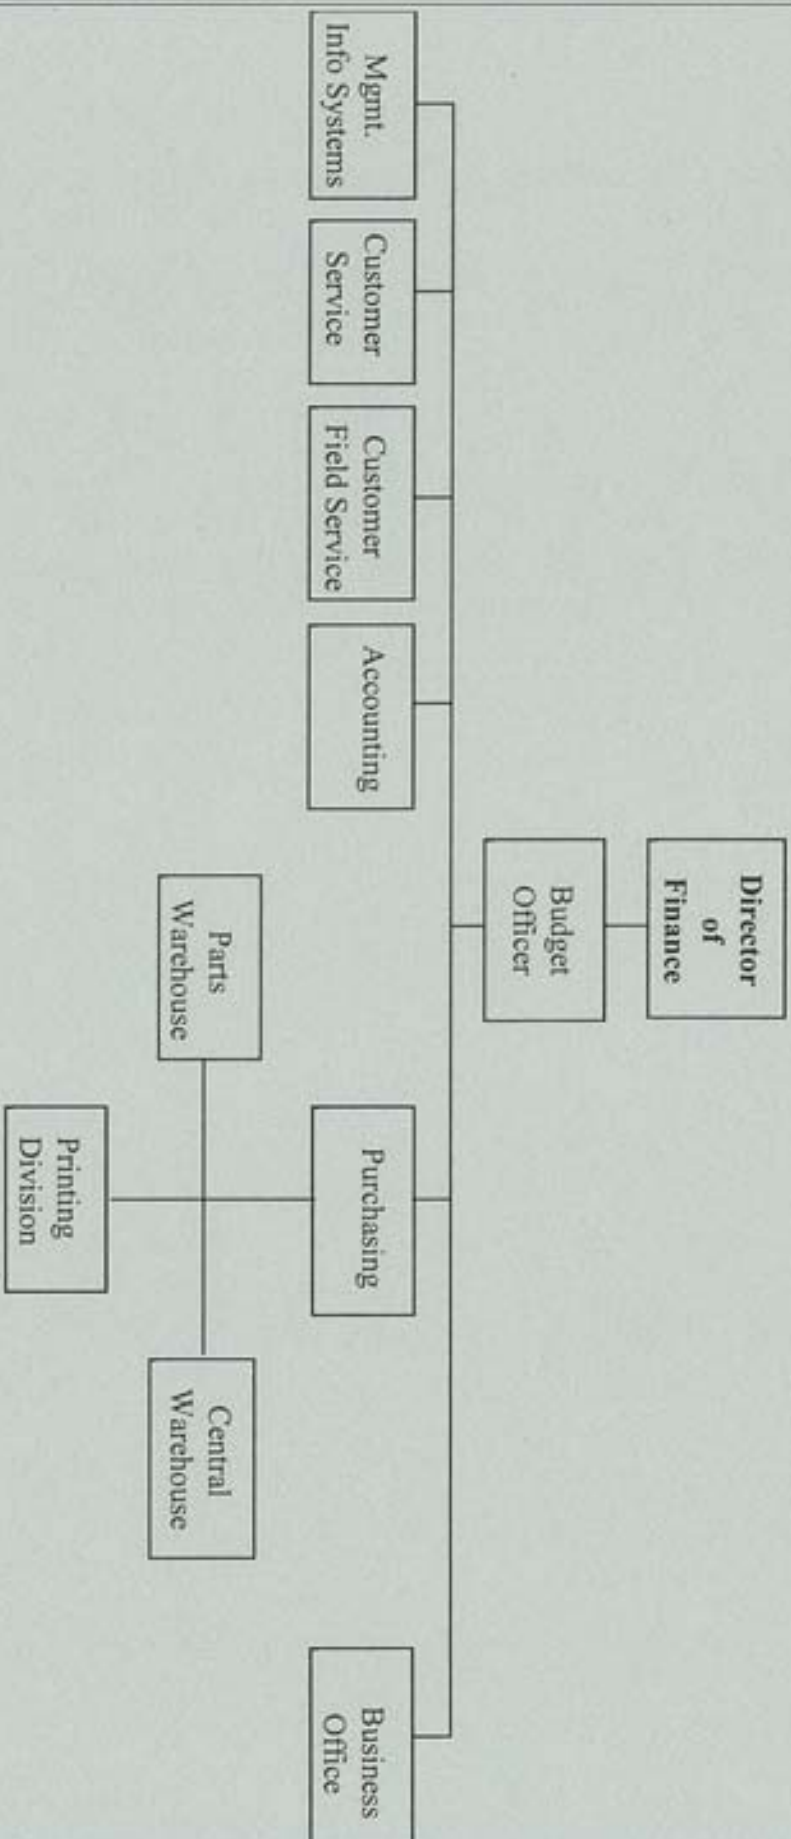 Director
of
Finance
Budget
Officer
Mgmt.
Info Systems
Customer
Service
Customer
Field Service
Accounting
Purchasing
Business
Office
Parts
Warehouse
Central
Warehouse
Printing
Division